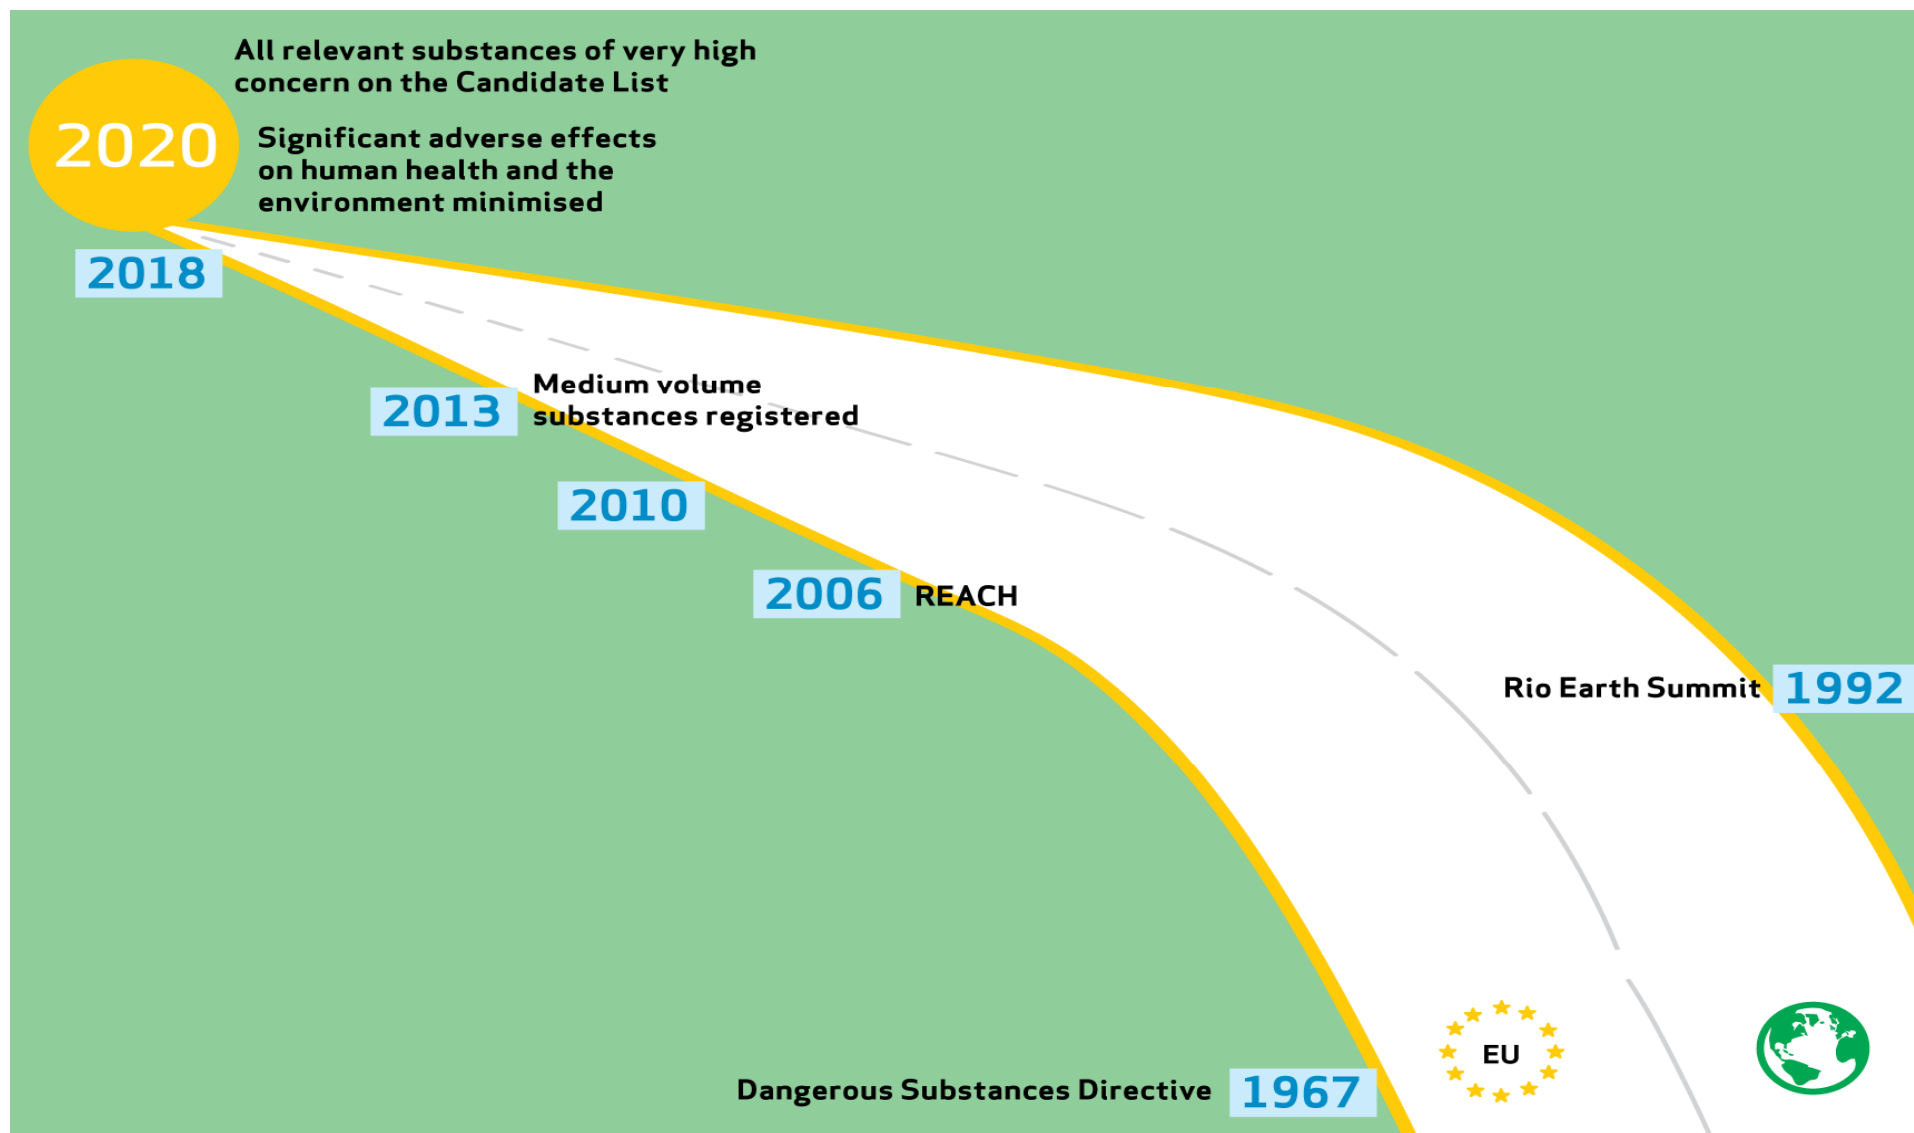 All relevant substances of very high
concern on the Candidate List
2020
Significant adverse effects
on human health and the
environment minimised
2018
2013
Medium volume
substances registered
2010
2006 REACH
Rio Earth Summit 1992
EU
Dangerous Substances Directive 1967